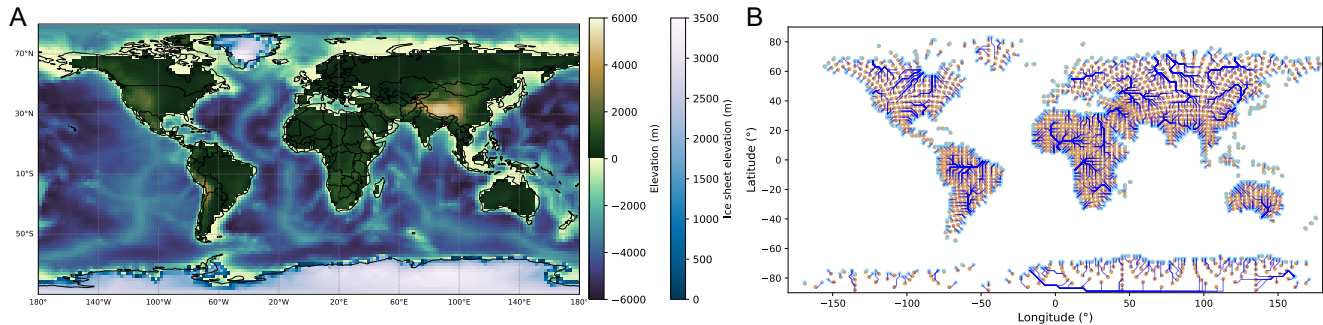 A
70°N
30°N
10°S
50°S
180°
140°W
100°W
60°W
20°W
20°E
60°E
100°E
140°E
180°
6000
4000
2000
0
−2000
−4000
−6000
Elevation (m)
3500
3000
2500
2000
1500
1000
500
0
Ice sheet elevation (m)
B
80
60
40
20
0
−20
−40
−60
−80
Latitude (°)
−150
−100
−50
0
50
100
150
Longitude (°)